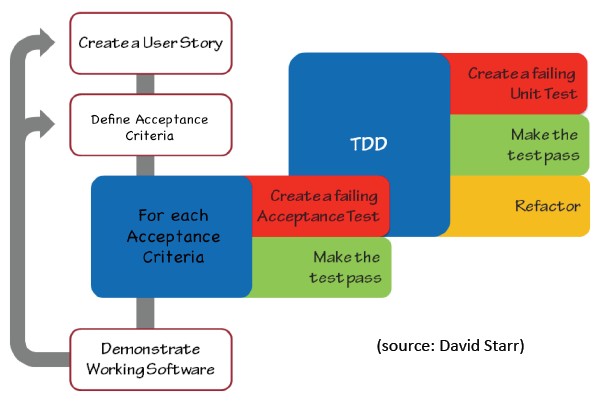 Create a User Story
Define Acceptance
Criteria
For each
Acceptance
Criteria
Create a failing
Acceptance Test
Make the
test pass
TDD
Create a failing
Unit Test
Make the
test pass
Refactor
Demonstrate
Working Software
(source: David Starr)